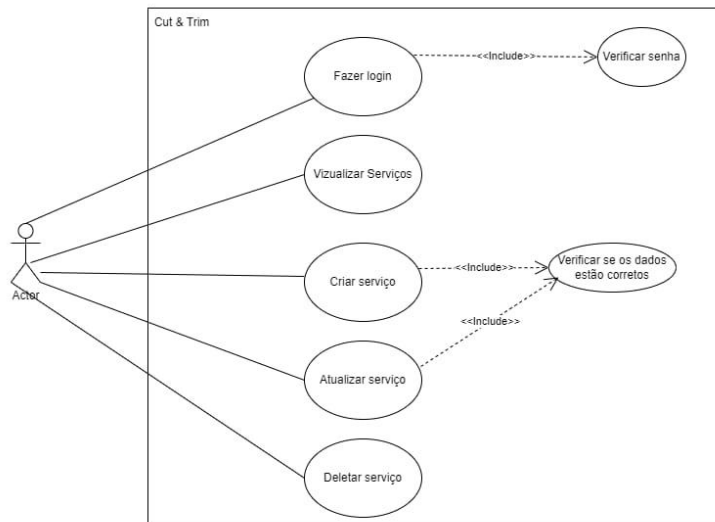 Cut & Trim
Fazer login
<<Include>>
Verificar senha
Vizualizar Serviços
Actor
Criar serviço
<<Include>>
Verificar se os dados
estão corretos
<<Include>>
Atualizar serviço
Deletar serviço